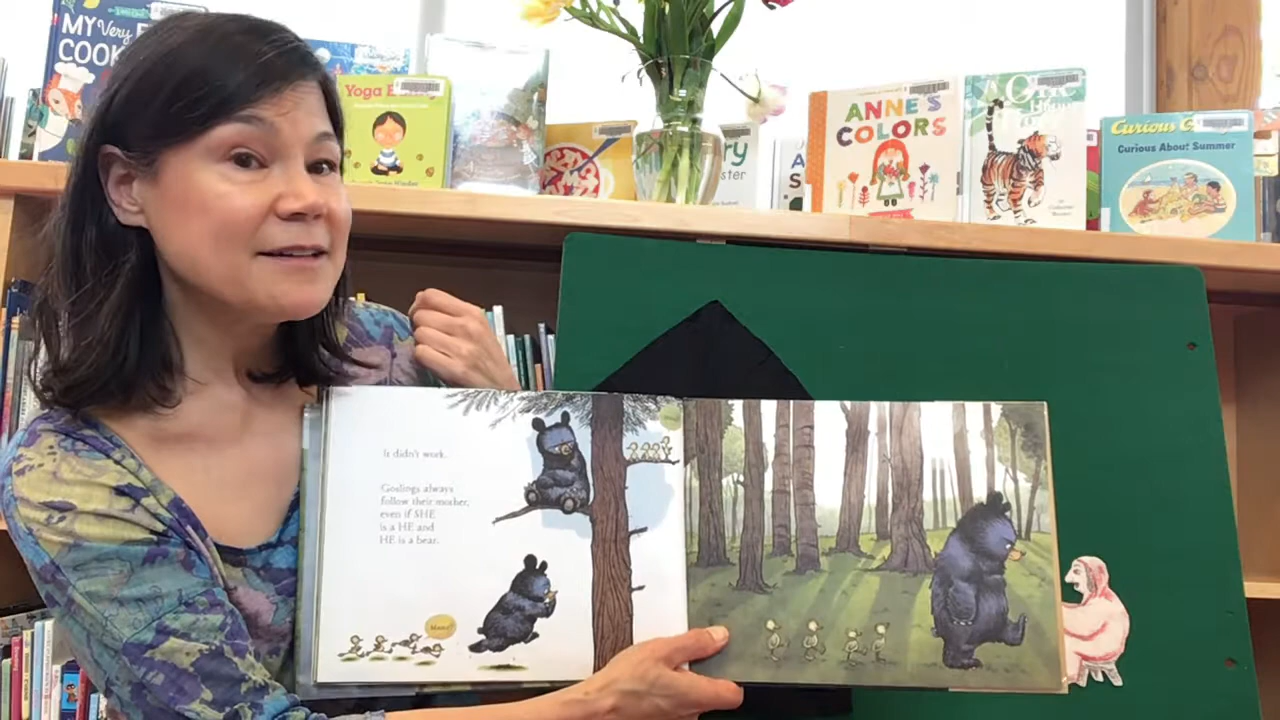 MY Very
COOK
Yoga
ANNE'S
COLORS
Curious
Curious About Summer
It didn't work.
Goslings always
follow their mother,
even if SHE
is a HE and
HE is a bear.
Mama?